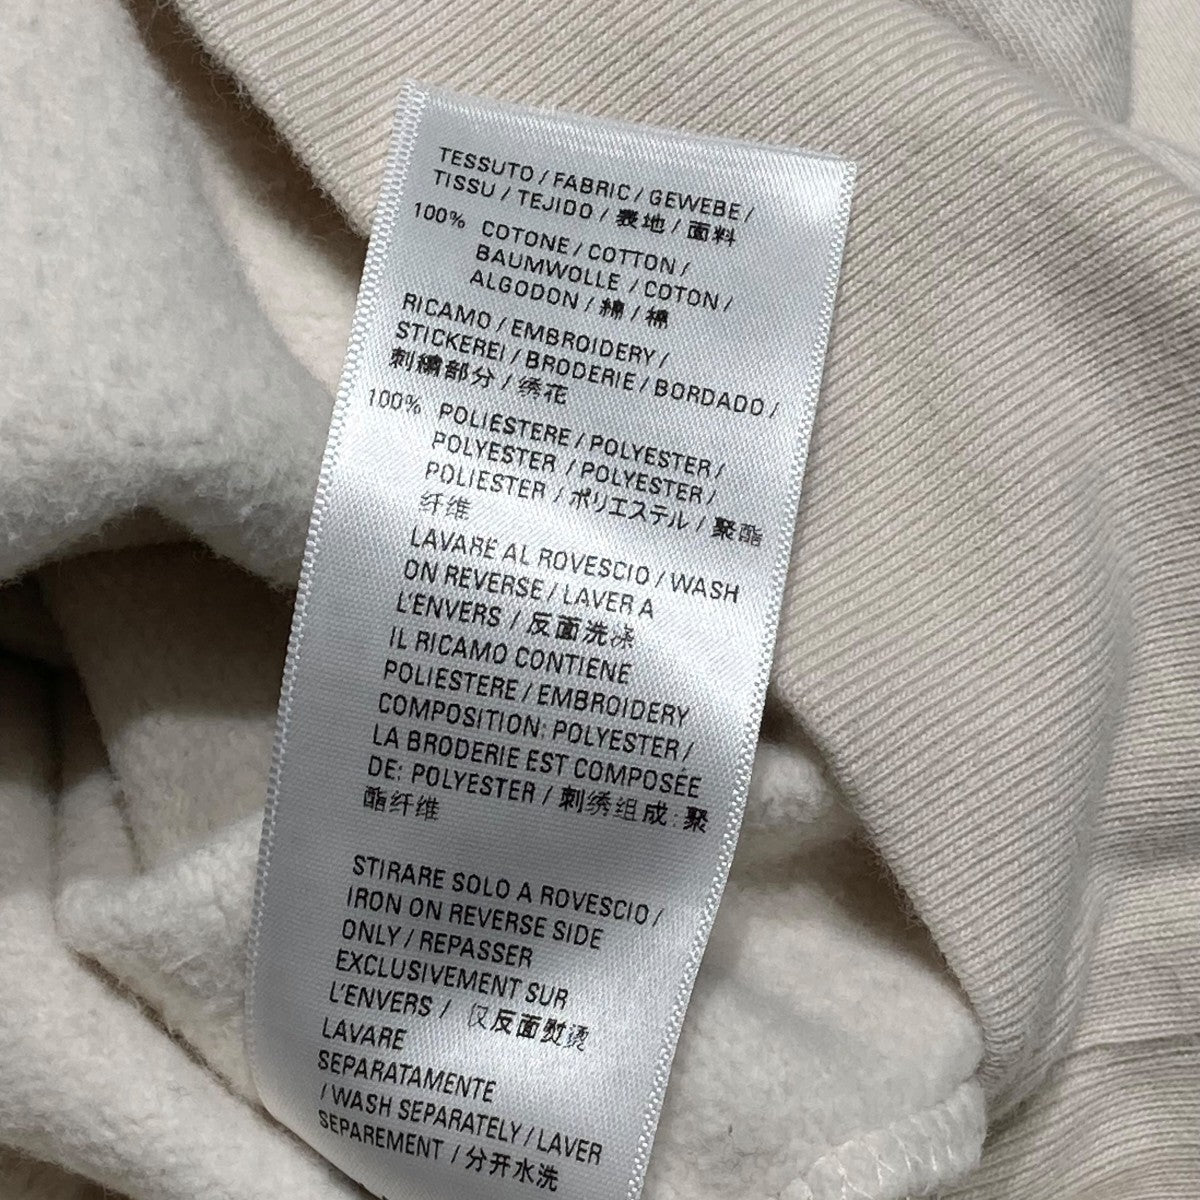 TESSUTO / FABRIC / GEWEBE /
TISSU / TEJIDO / 表地 / 面料
100% COTONE / COTTON /
BAUMWOLLE / COTON /
ALGODON / 綿 / 棉
RICAMO / EMBROIDERY /
STICKEREI / BRODERIE / BORDADO /
刺繍部分 / 绣花
100% POLIESTERE / POLYESTER /
POLYESTER / POLYESTER /
POLIESTER / ポリエステル / 聚酯
纤维
LAVARE AL ROVESCIO / WASH
ON REVERSE / LAVER A
L'ENVERS / 反面洗涤
IL RICAMO CONTIENE
POLIESTERE / EMBROIDERY
COMPOSITION: POLYESTER /
LA BRODERIE EST COMPOSÉE
DE: POLYESTER / 刺绣组成: 聚
酯纤维
STIRARE SOLO A ROVESCIO /
IRON ON REVERSE SIDE
ONLY / REPASSER
EXCLUSIVEMENT SUR
L'ENVERS / 仅反面熨烫
LAVARE
SEPARATAMENTE
/ WASH SEPARATELY / LAVER
SEPAREMENT / 分开水洗